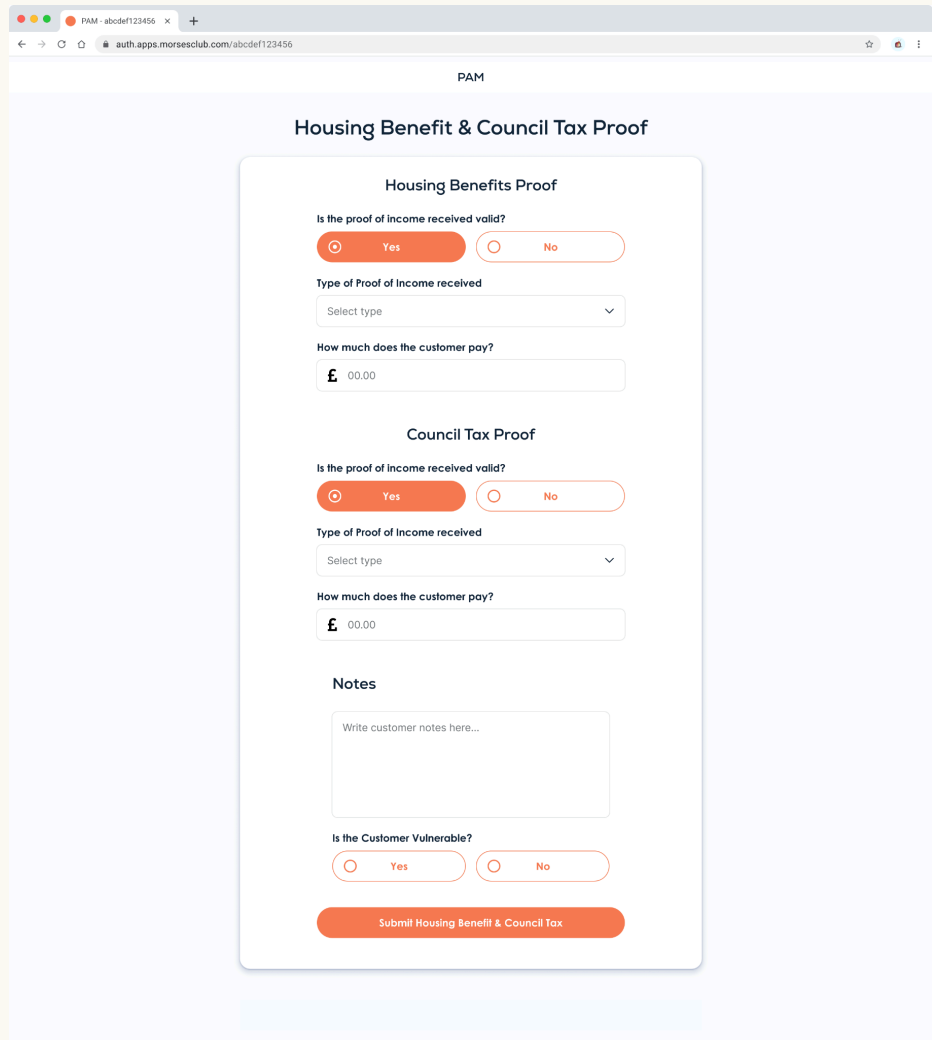 PAM - abcdef123456
auth.apps.morsesclub.com/abcdef123456
PAM
Housing Benefit & Council Tax Proof
Housing Benefits Proof
Is the proof of income received valid?
Yes No
Type of Proof of Income received
Select type
How much does the customer pay?
£ 00.00
Council Tax Proof
Is the proof of income received valid?
Yes No
Type of Proof of Income received
Select type
How much does the customer pay?
£ 00.00
Notes
Write customer notes here...
Is the Customer Vulnerable?
Yes No
Submit Housing Benefit & Council Tax